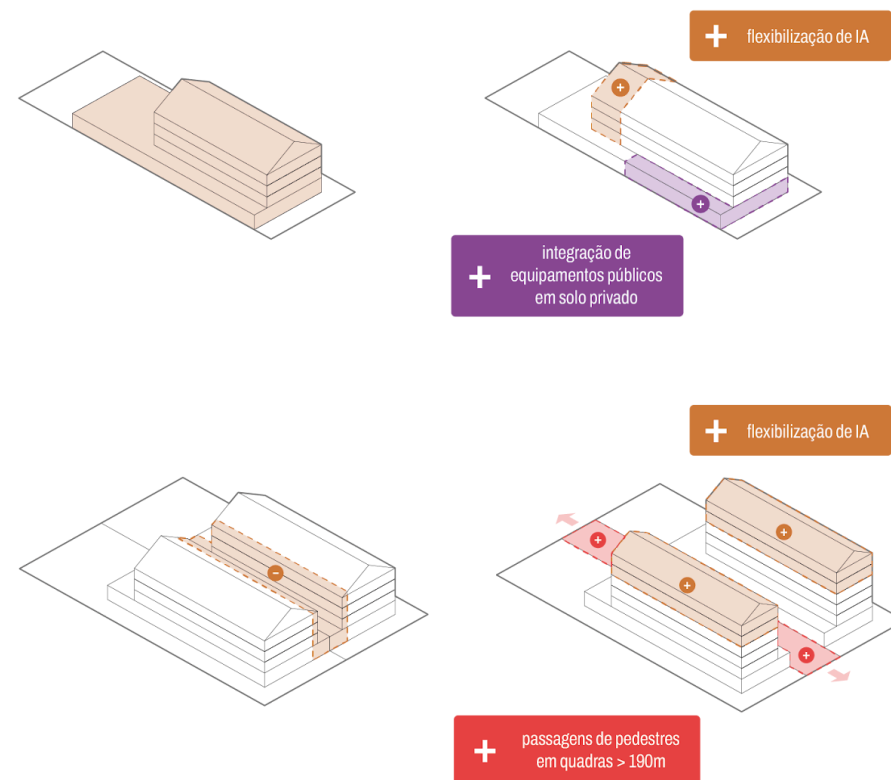 + flexibilização de IA
+
+ integração de
equipamentos públicos
em solo privado
+
+ flexibilização de IA
−
+
+
+
+
+ passagens de pedestres
em quadras > 190m